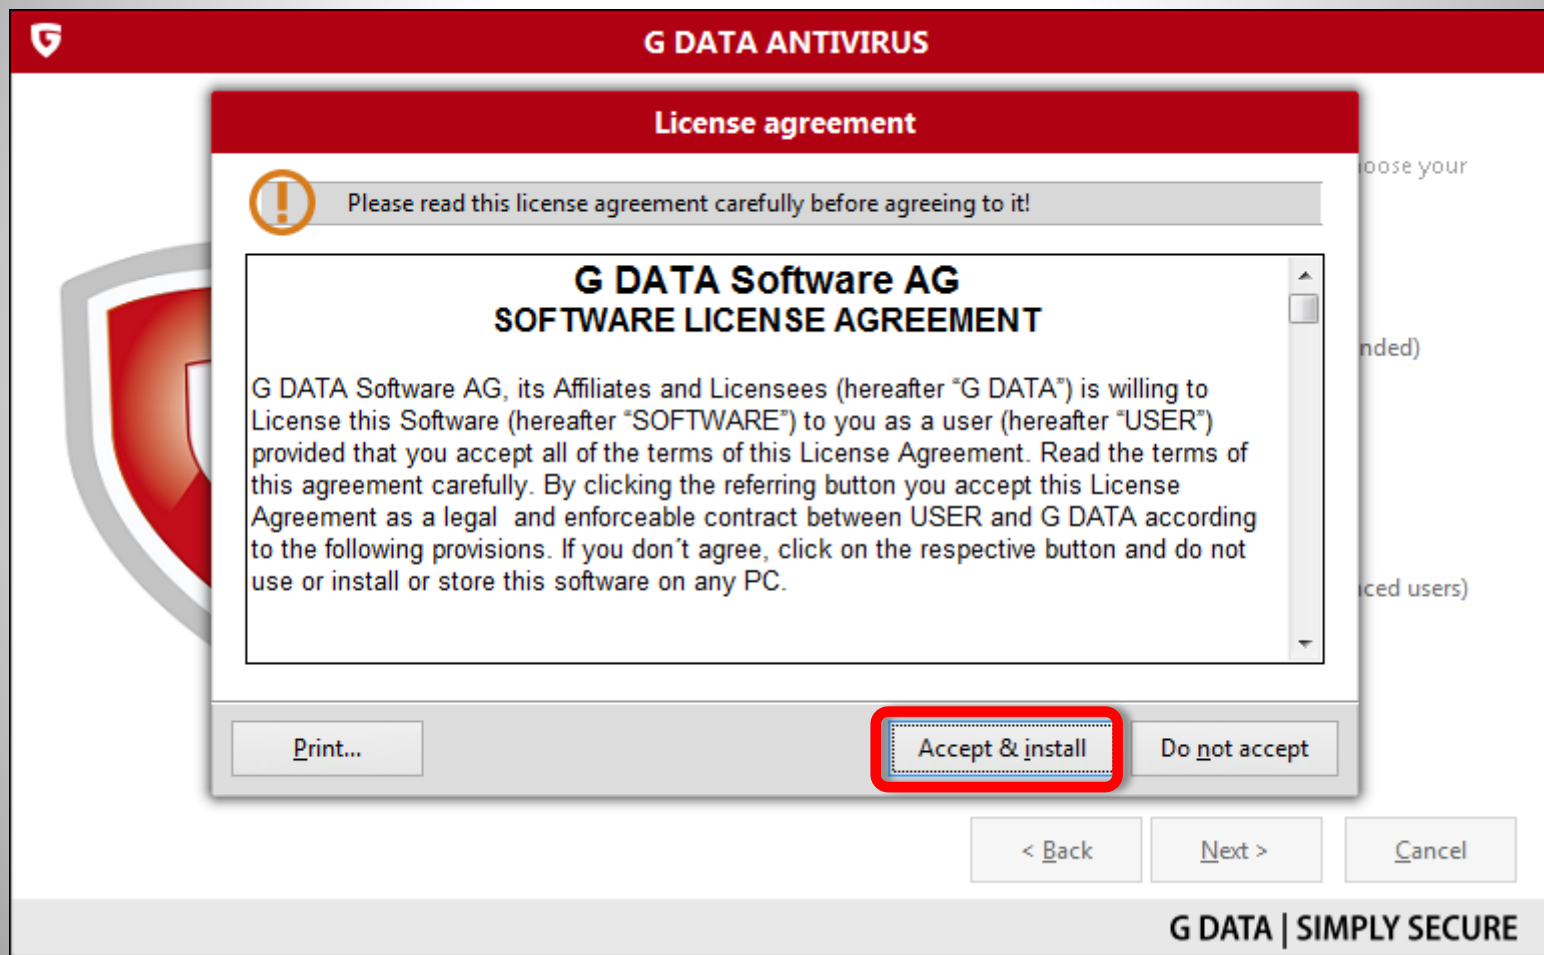 G DATA ANTIVIRUS
License agreement
Please read this license agreement carefully before agreeing to it!
G DATA Software AG
SOFTWARE LICENSE AGREEMENT
G DATA Software AG, its Affiliates and Licensees (hereafter “G DATA”) is willing to
License this Software (hereafter “SOFTWARE”) to you as a user (hereafter “USER”)
provided that you accept all of the terms of this License Agreement. Read the terms of
this agreement carefully. By clicking the referring button you accept this License
Agreement as a legal  and enforceable contract between USER and G DATA according
to the following provisions. If you don´t agree, click on the respective button and do not
use or install or store this software on any PC.
your
users)
Print...
Accept & install
Do not accept
< Back
Next >
Cancel
G DATA | SIMPLY SECURE